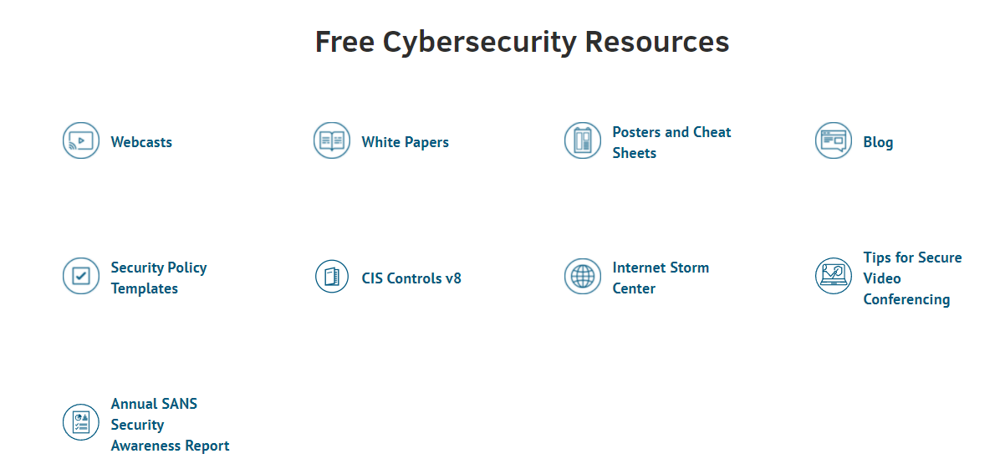 Free Cybersecurity Resources
Webcasts
White Papers
Posters and Cheat
Sheets
Blog
Security Policy
Templates
CIS Controls v8
Internet Storm
Center
Tips for Secure
Video
Conferencing
Annual SANS
Security
Awareness Report